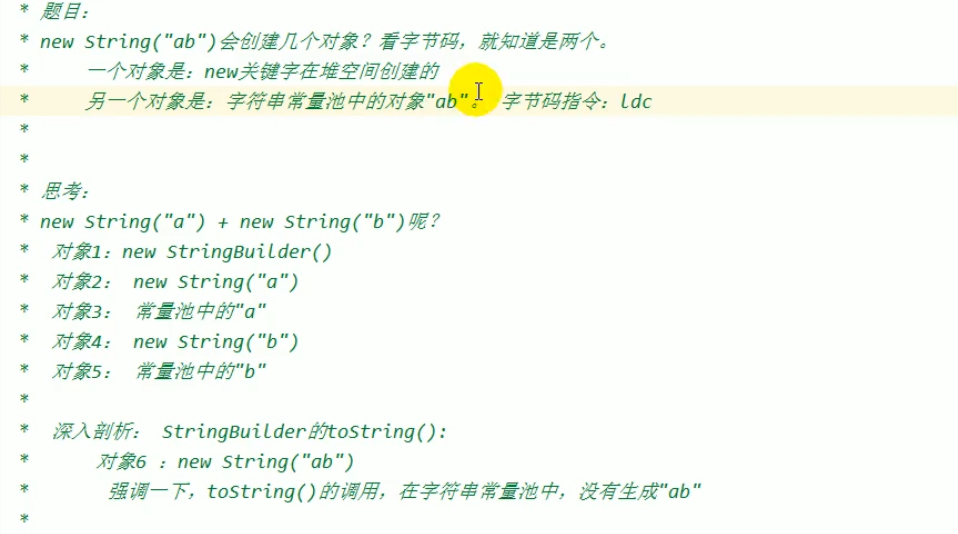 * 题目：
* new String("ab")会创建几个对象？看字节码，就知道是两个。
* 一个对象是：new关键字在堆空间创建的
* 另一个对象是：字符串常量池中的对象"ab"。 字节码指令：ldc
*
*
* 思考：
* new String("a") + new String("b")呢？
* 对象1：new StringBuilder()
* 对象2： new String("a")
* 对象3： 常量池中的"a"
* 对象4： new String("b")
* 对象5： 常量池中的"b"
*
* 深入剖析： StringBuilder的toString():
* 对象6 ：new String("ab")
* 强调一下，toString()的调用，在字符串常量池中，没有生成"ab"
*